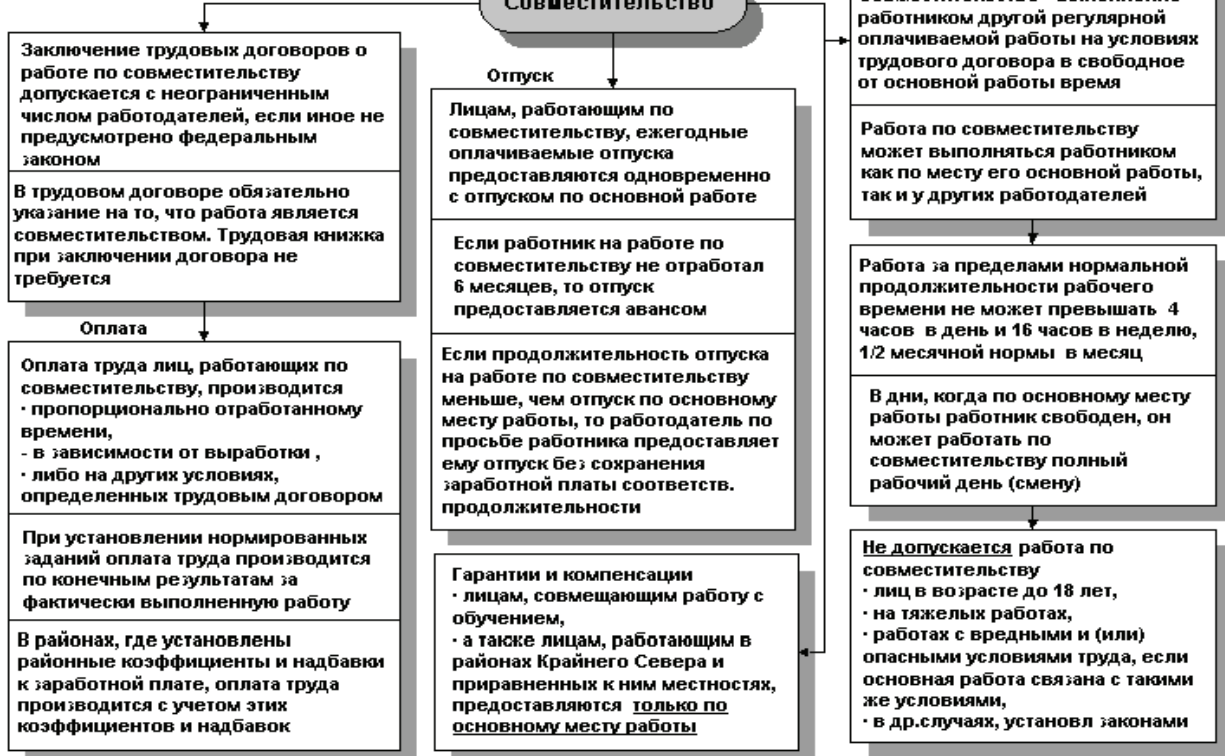 Совместительство
Заключение трудовых договоров о
работе по совместительству
допускается с неограниченным
числом работодателей, если иное не
предусмотрено федеральным
законом
В трудовом договоре обязательно
указание на то, что работа является
совместительством. Трудовая книжка
при заключении договора не
требуется
Оплата
Оплата труда лиц, работающих по
совместительству, производится
· пропорционально отработанному
времени,
- в зависимости от выработки ,
· либо на других условиях,
определенных трудовым договором
При установлении нормированных
заданий оплата труда производится
по конечным результатам за
фактически выполненную работу
В районах, где установлены
районные коэффициенты и надбавки
к заработной плате, оплата труда
производится с учетом этих
коэффициентов и надбавок
Отпуск
Лицам, работающим по
совместительству, ежегодные
оплачиваемые отпуска
предоставляются одновременно
с отпуском по основной работе
Если работник на работе по
совместительству не отработал
6 месяцев, то отпуск
предоставляется авансом
Если продолжительность отпуска
на работе по совместительству
меньше, чем отпуск по основному
месту работы, то работодатель по
просьбе работника предоставляет
ему отпуск без сохранения
заработной платы соответств.
продолжительности
Гарантии и компенсации
· лицам, совмещающим работу с
обучением,
· а также лицам, работающим в
районах Крайнего Севера и
приравненных к ним местностях,
предоставляются только по
основному месту работы
работником другой регулярной
оплачиваемой работы на условиях
трудового договора в свободное
от основной работы время
Работа по совместительству
может выполняться работником
как по месту его основной работы,
так и у других работодателей
Работа за пределами нормальной
продолжительности рабочего
времени не может превышать 4
часов в день и 16 часов в неделю,
1/2 месячной нормы в месяц
В дни, когда по основному месту
работы работник свободен, он
может работать по
совместительству полный
рабочий день (смену)
Не допускается работа по
совместительству
· лиц в возрасте до 18 лет,
· на тяжелых работах,
· работах с вредными и (или)
опасными условиями труда, если
основная работа связана с такими
же условиями,
· в др.случаях, установл законами